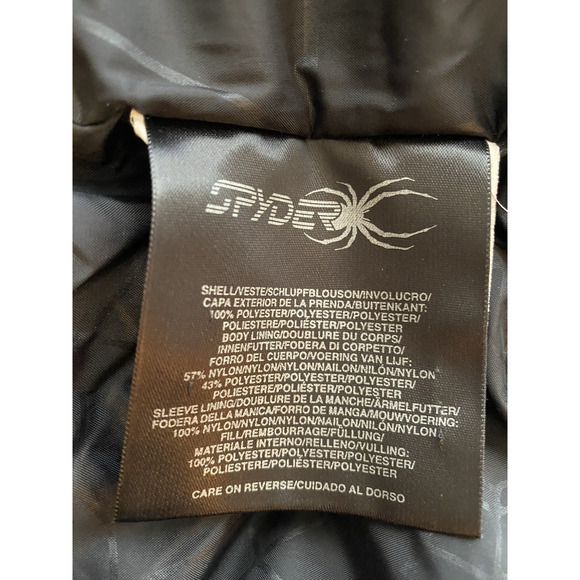 SPYDER
SHELL/VESTE/SCHLUPFBLOUSON/INVOLUCRO/
CAPA EXTERIOR DE LA PRENDA/BUITENKANT:
100% POLYESTER/POLYESTER/POLYESTER/
POLIESTERE/POLIÉSTER/POLYESTER
BODY LINING/DOUBLURE DU CORPS/
INNENFUTTER/FODERA DI CORPETTO/
FORRO DEL CUERPO/VOERING VAN LIJF:
57% NYLON/NYLON/NYLON/NAILON/NILÓN/NYLON
43% POLYESTER/POLYESTER/POLYESTER/
POLIESTERE/POLIÉSTER/POLYESTER
SLEEVE LINING/DOUBLURE DE LA MANCHE/ÄRMELFUTTER/
FODERA DELLA MANICA/FORRO DE MANGA/MOUWVOERING:
100% NYLON/NYLON/NYLON/NAILON/NILÓN/NYLON
FILL/REMBOURRAGE/FÜLLUNG/
MATERIALE INTERNO/RELLENO/VULLING:
100% POLYESTER/POLYESTER/POLYESTER/
POLIESTERE/POLIÉSTER/POLYESTER
CARE ON REVERSE/CUIDADO AL DORSO